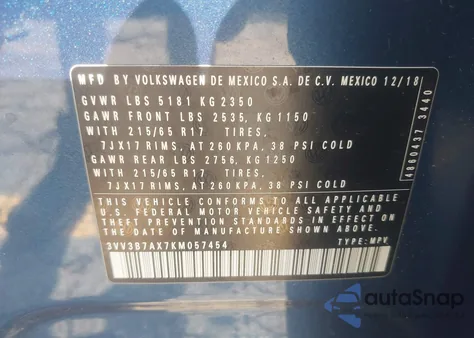 MFD BY VOLKSWAGEN DE MEXICO S.A. DE C.V. MEXICO 12/18
GVWR LBS 5181 KG 2350
GAWR FRONT LBS 2535, KG 1150
WITH 215/65 R17 TIRES,
7JX17 RIMS, AT 260 KPA, 38 PSI COLD
GAWR REAR LBS 2756, KG 1250
WITH 215/65 R17 TIRES,
7JX17 RIMS, AT 260 KPA, 38 PSI COLD
THIS VEHICLE CONFORMS TO ALL APPLICABLE
U.S. FEDERAL MOTOR VEHICLE SAFETY AND
THEFT PREVENTION STANDARDS IN EFFECT ON
THE DATE OF MANUFACTURE SHOWN ABOVE
3VV3B7AX7KM057454 TYPE: MPV
4860437 3440
autoSnap
www.autosnap.com